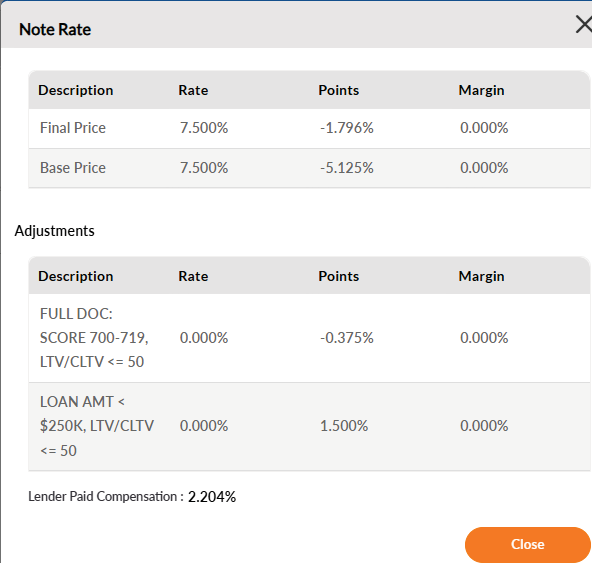 Note Rate
Description Rate Points Margin
Final Price 7.500% -1.796% 0.000%
Base Price 7.500% -5.125% 0.000%
Adjustments
Description Rate Points Margin
FULL DOC:
SCORE 700-719, 0.000% -0.375% 0.000%
LTV/CLTV <= 50
LOAN AMT <
$250K, LTV/CLTV 0.000% 1.500% 0.000%
<= 50
Lender Paid Compensation : 2.204%
Close